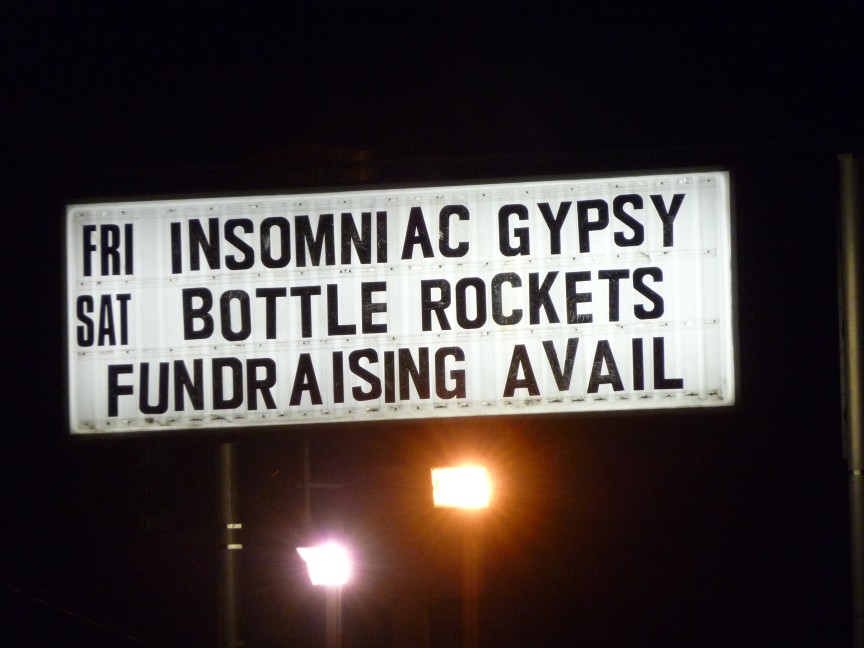 FRI INSOMNIAC GYPSY
SAT BOTTLE ROCKETS
FUNDRAISING AVAIL